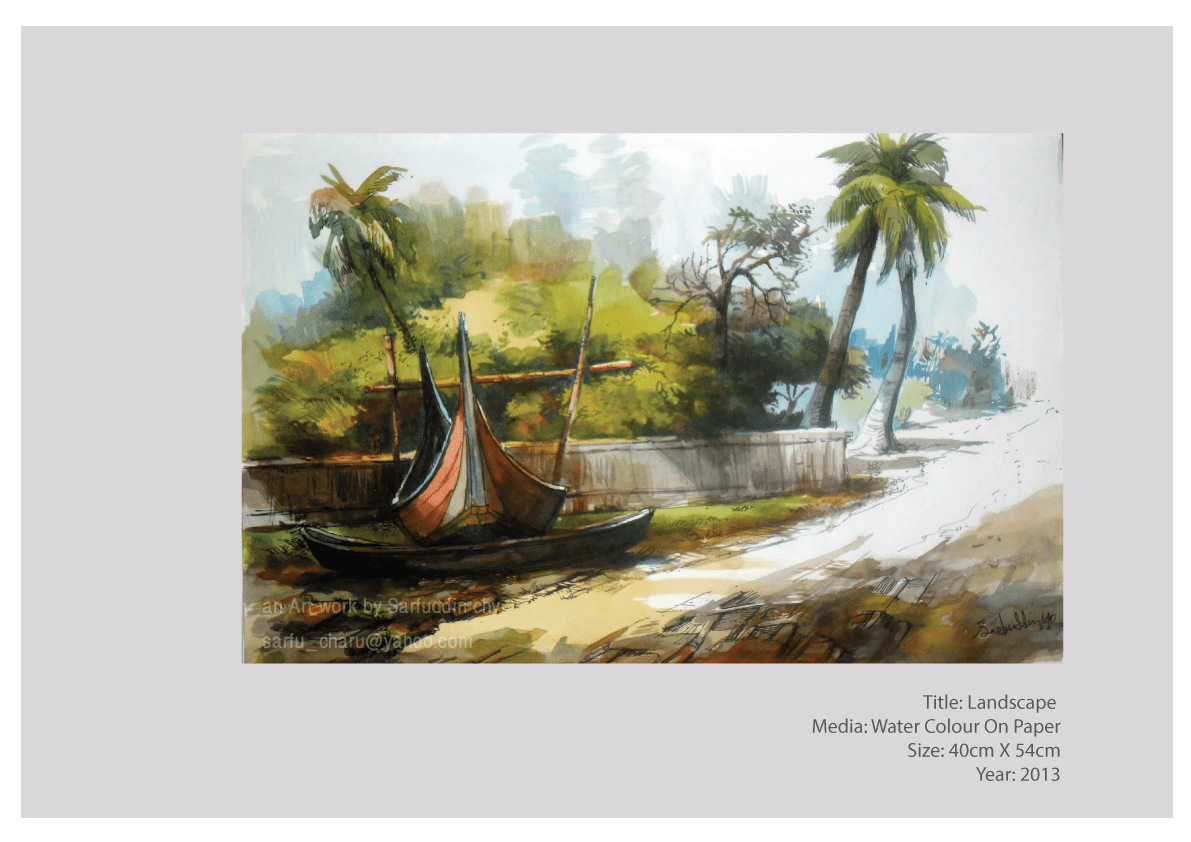 an Art work by Sarfuddin chy
sarfu_charu@yahoo.com
Title: Landscape
Media: Water Colour On Paper
Size: 40cm X 54cm
Year: 2013